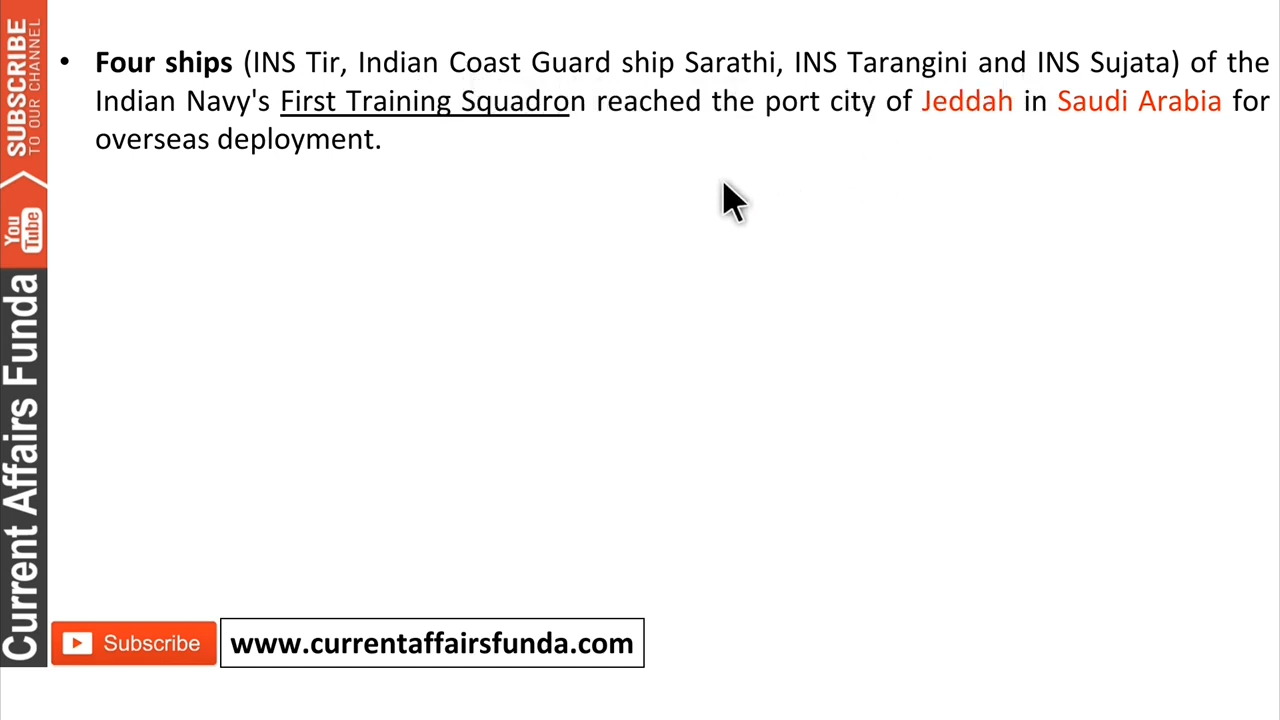 • Four ships (INS Tir, Indian Coast Guard ship Sarathi, INS Tarangini and INS Sujata) of the
Indian Navy's First Training Squadron reached the port city of Jeddah in Saudi Arabia for
overseas deployment.
SUBSCRIBE
TO OUR CHANNEL
You
Tube
Current Affairs Funda
Subscribe
www.currentaffairsfunda.com